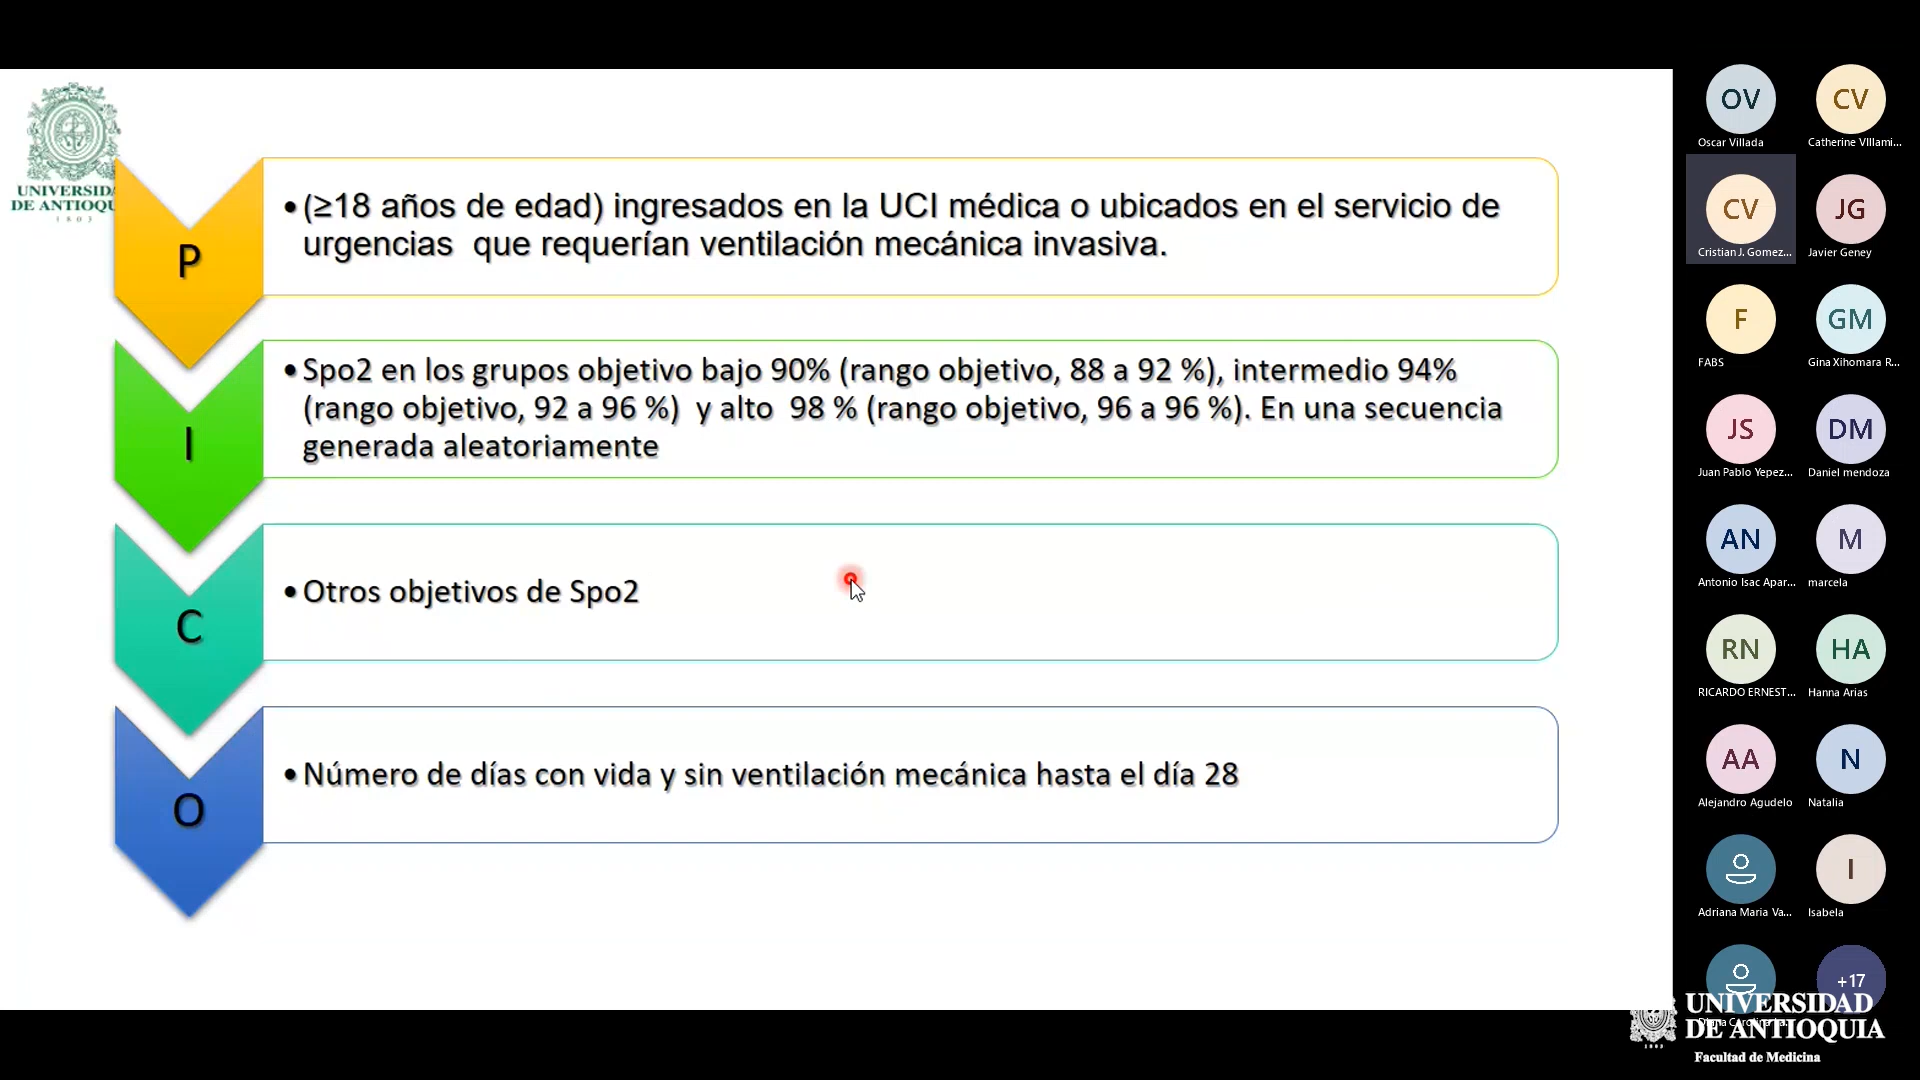 UNIVERSIDA
DE ANTIOQU
1803
P
•(≥18 años de edad) ingresados en la UCI médica o ubicados en el servicio de
urgencias que requerían ventilación mecánica invasiva.
I
•Spo2 en los grupos objetivo bajo 90% (rango objetivo, 88 a 92 %), intermedio 94%
(rango objetivo, 92 a 96 %) y alto 98 % (rango objetivo, 96 a 96 %). En una secuencia
generada aleatoriamente
C
•Otros objetivos de Spo2
O
•Número de días con vida y sin ventilación mecánica hasta el día 28
OV
Oscar Villada
CV
Catherine VIllami...
CV
Cristian J. Gomez...
JG
Javier Geney
F
FABS
GM
Gina Xihomara R...
JS
Juan Pablo Yepez...
DM
Daniel mendoza
AN
Antonio Isac Apar...
M
marcela
RN
RICARDO ERNEST...
HA
Hanna Arias
AA
Alejandro Agudelo
N
Natalia
Adriana Maria Va...
I
Isabela
+17
UNIVERSIDAD
DE ANTIOQUIA
1803
Facultad de Medicina